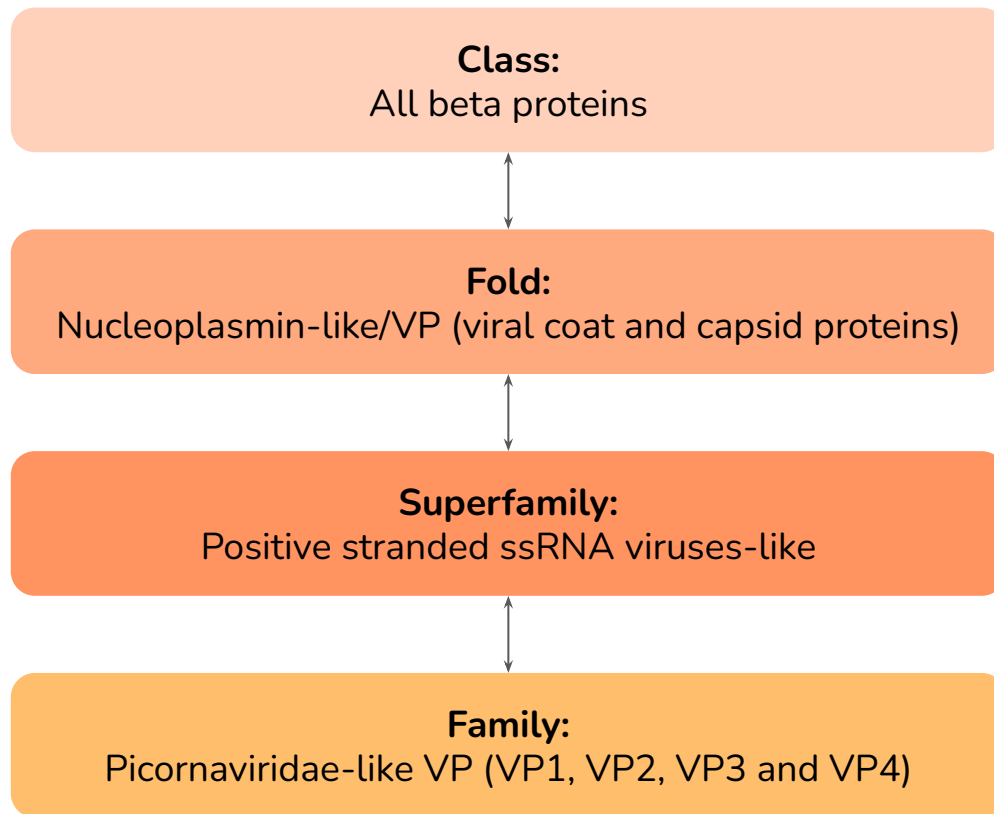 Class:
All beta proteins
Fold:
Nucleoplasmin-like/VP (viral coat and capsid proteins)
Superfamily:
Positive stranded ssRNA viruses-like
Family:
Picornaviridae-like VP (VP1, VP2, VP3 and VP4)